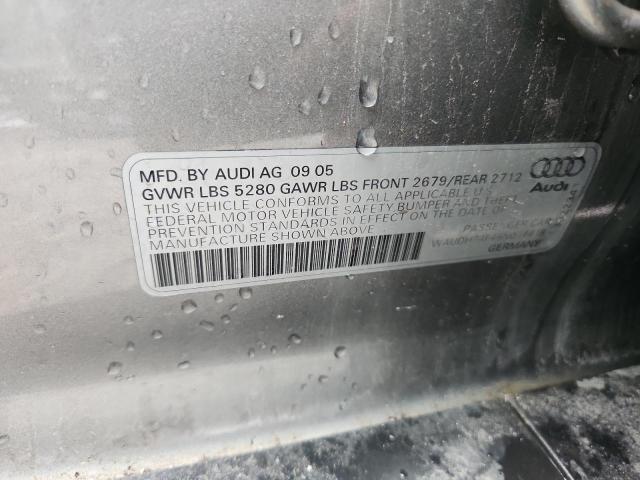 MFD. BY AUDI AG 09 05
GVWR LBS 5280 GAWR LBS FRONT 2679/REAR 2712
THIS VEHICLE CONFORMS TO ALL APPLICABLE U.S.
FEDERAL MOTOR VEHICLE SAFETY BUMPER AND THEFT
PREVENTION STANDARDS IN EFFECT ON THE DATE OF
MANUFACTURE SHOWN ABOVE
Audi
PASSENGER CAR
GERMANY